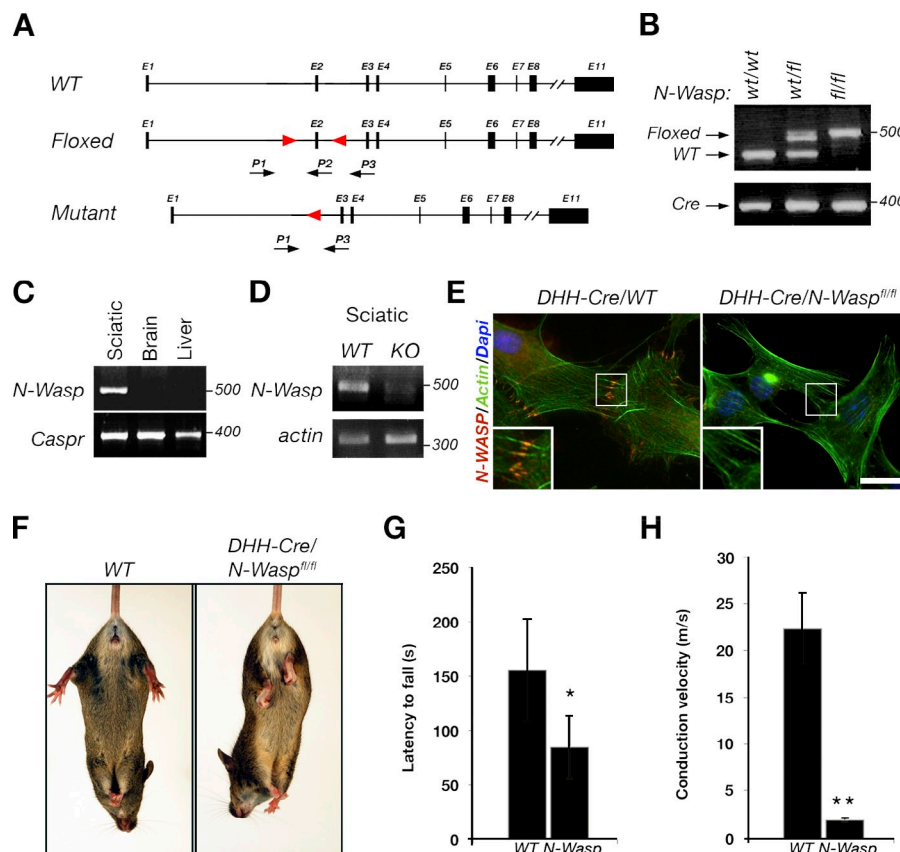 A
E1 E2 E3 E4 E5 E6 E7 E8 E11
WT
E1 E2 E3 E4 E5 E6 E7 E8 E11
Floxed
P1 P2 P3
E1 E3 E4 E5 E6 E7 E8 E11
Mutant
P1 P3
B
N-Wasp: wt/wt wt/fl fl/fl
Floxed 500
WT
Cre 400
C
Sciatic Brain Liver
N-Wasp 500
Caspr 400
D
Sciatic
WT KO
N-Wasp 500
actin 300
E
DHH-Cre/WT DHH-Cre/N-Waspfl/fl
N-WASP/Actin/Dapi
F
WT
DHH-Cre/
N-Waspfl/fl
G
Latency to fall (s)
250
200
150
100
50
0
*
WT N-Wasp
H
Conduction velocity (m/s)
30
25
20
15
10
5
0
**
WT N-Wasp